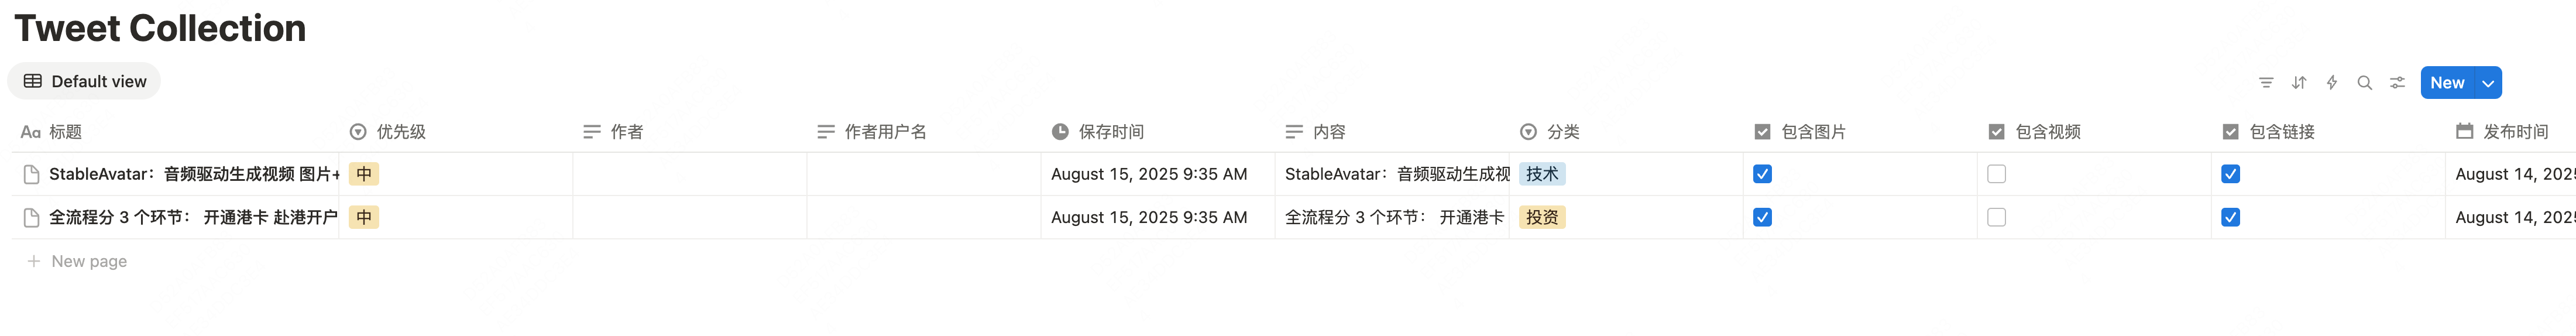 Tweet Collection
Default view
New
Aa 标题 优先级 作者 作者用户名 保存时间 内容 分类 包含图片 包含视频 包含链接 发布时间
StableAvatar：音频驱动生成视频 图片+ 中 August 15, 2025 9:35 AM StableAvatar：音频驱动生成视 技术 August 14, 2025
全流程分 3 个环节： 开通港卡 赴港开户 中 August 15, 2025 9:35 AM 全流程分 3 个环节： 开通港卡 投资 August 14, 2025
+ New page